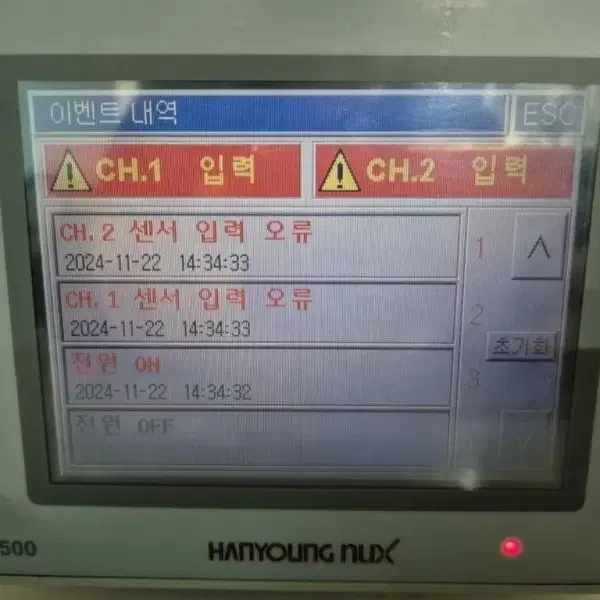 이벤트 내역
ESC
CH.1 입력
CH.2 입력
CH. 2 센서 입력 오류
2024-11-22 14:34:33
1
CH. 1 센서 입력 오류
2024-11-22 14:34:33
2
초기화
전원 ON
2024-11-22 14:34:32
3
전원 OFF
500
HANYOUNG NUX